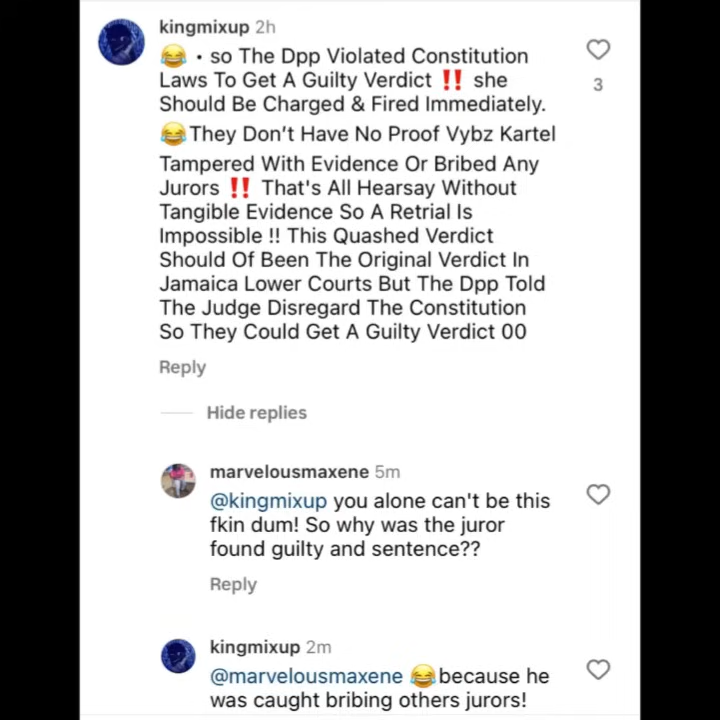 kingmixup 2h
😂 • so The Dpp Violated Constitution
Laws To Get A Guilty Verdict ‼️ she
Should Be Charged & Fired Immediately.
😂They Don't Have No Proof Vybz Kartel
Tampered With Evidence Or Bribed Any
Jurors ‼️ That's All Hearsay Without
Tangible Evidence So A Retrial Is
Impossible !! This Quashed Verdict
Should Of Been The Original Verdict In
Jamaica Lower Courts But The Dpp Told
The Judge Disregard The Constitution
So They Could Get A Guilty Verdict 00
3
Reply
Hide replies
marvelousmaxene 5m
@kingmixup you alone can't be this
fkin dum! So why was the juror
found guilty and sentence??
Reply
kingmixup 2m
@marvelousmaxene 😂because he
was caught bribing others jurors!